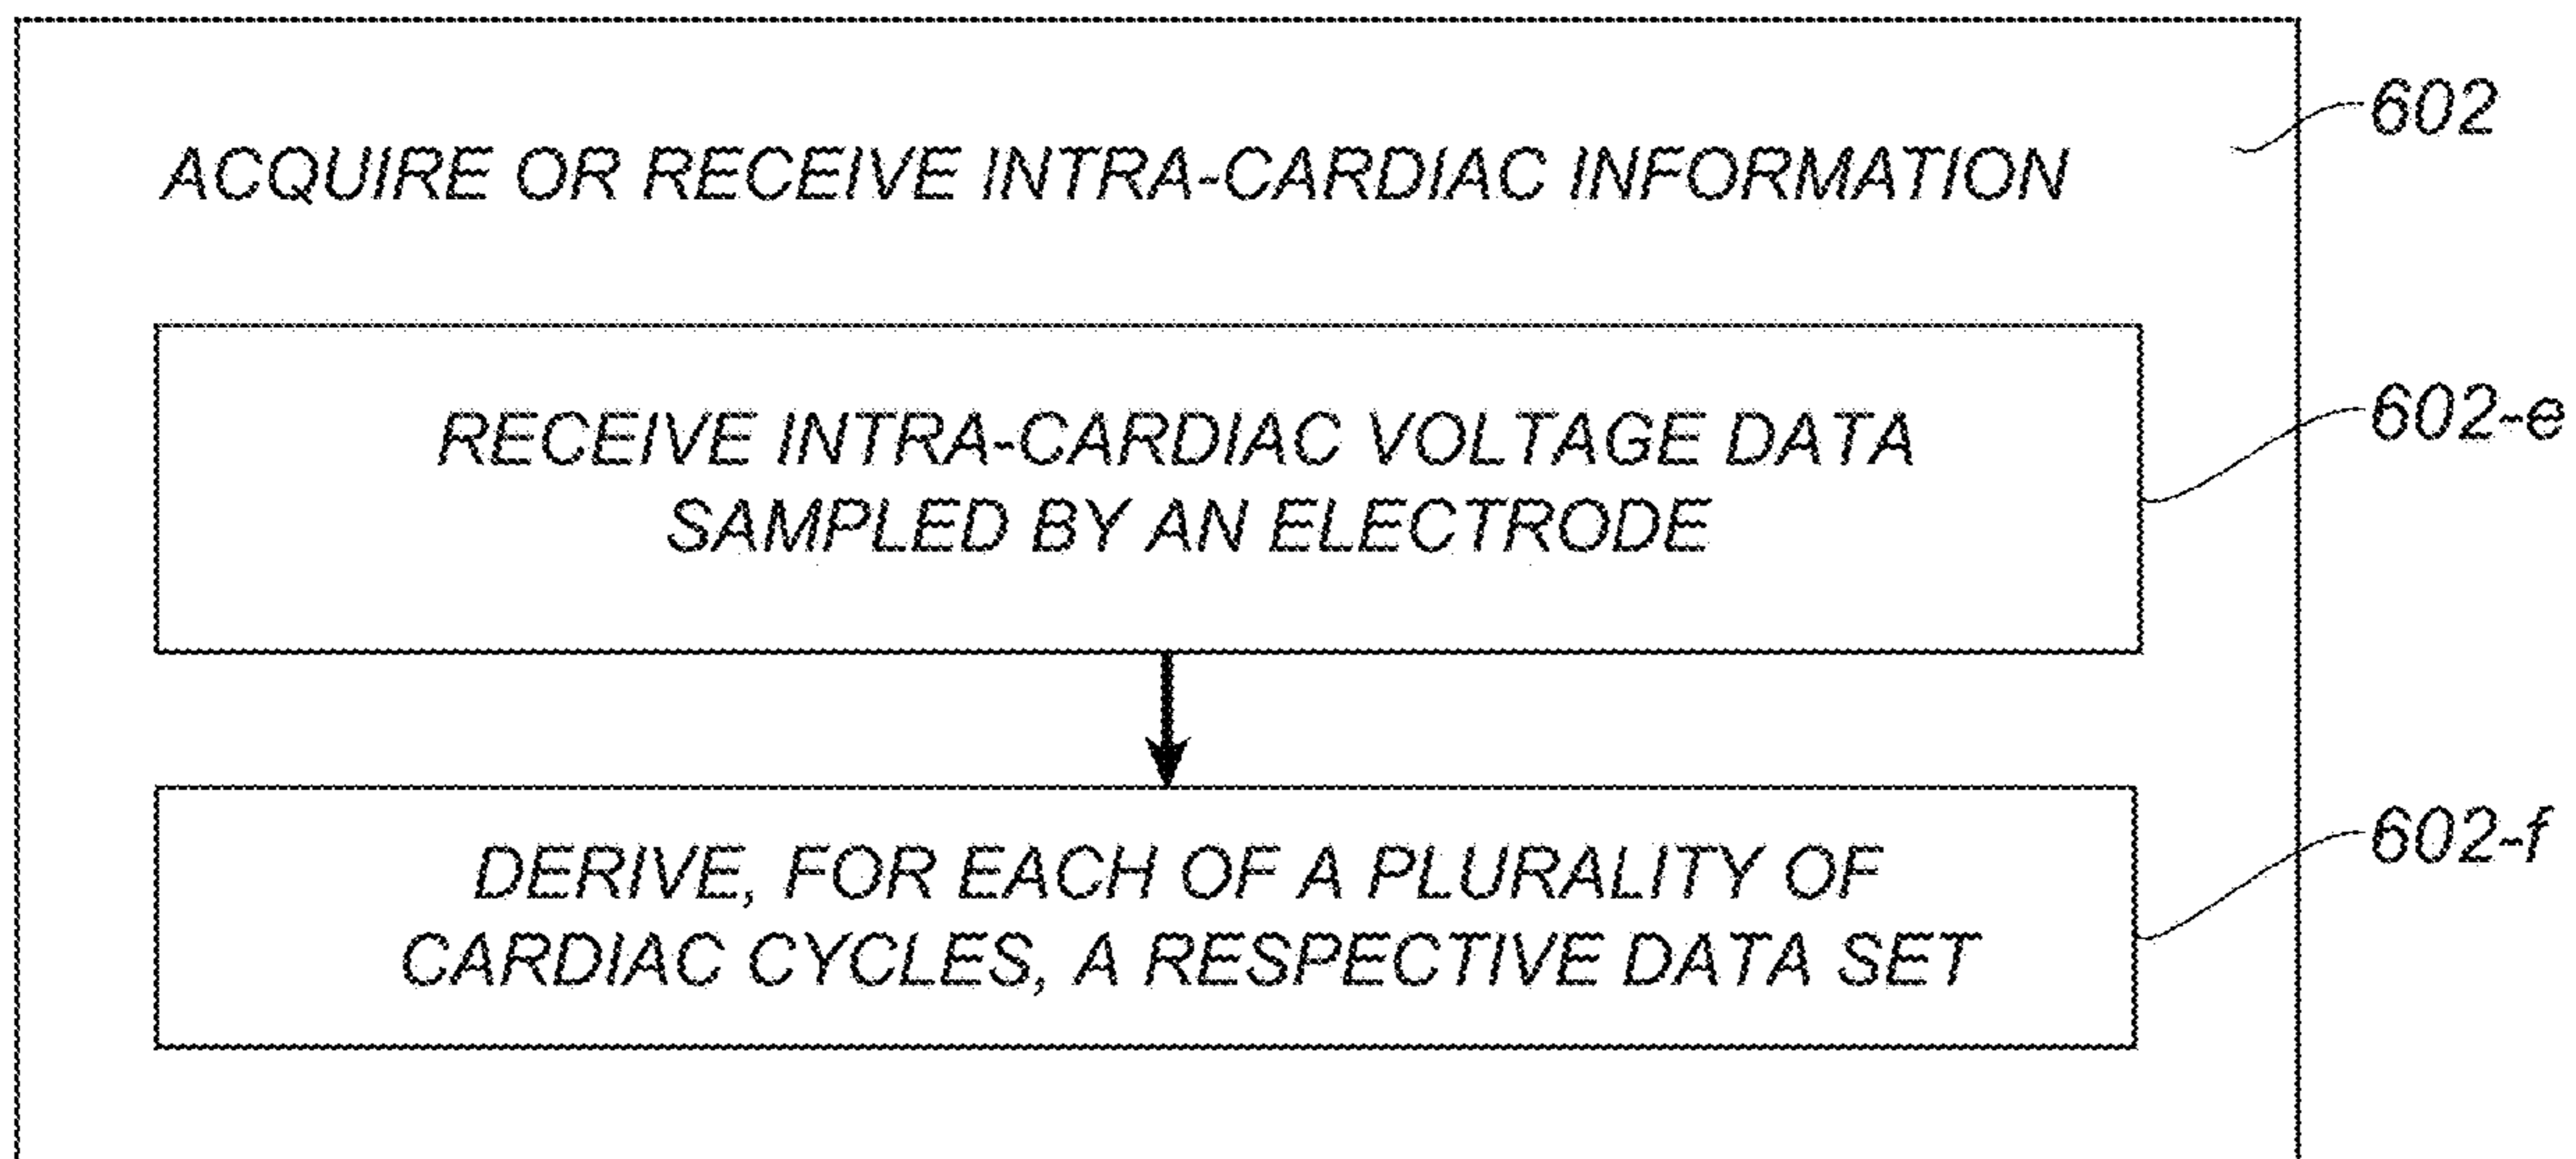 602
ACQUIRE OR RECEIVE INTRA-CARDIAC INFORMATION
602-e
RECEIVE INTRA-CARDIAC VOLTAGE DATA
SAMPLED BY AN ELECTRODE
602-f
DERIVE, FOR EACH OF A PLURALITY OF
CARDIAC CYCLES, A RESPECTIVE DATA SET